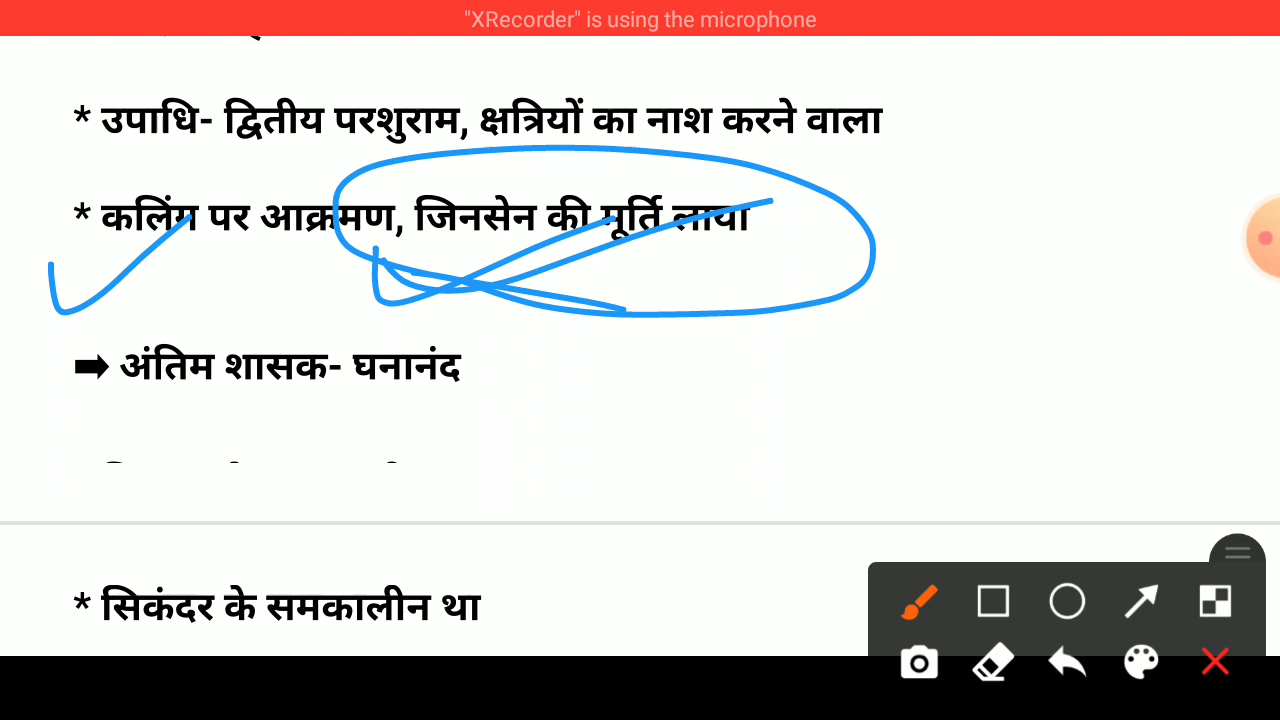 "XRecorder" is using the microphone
* उपाधि- द्वितीय परशुराम, क्षत्रियों का नाश करने वाला
* कलिंग पर आक्रमण, जिनसेन की मूर्ति लाया
➡ अंतिम शासक- घनानंद
* सिकंदर के समकालीन था